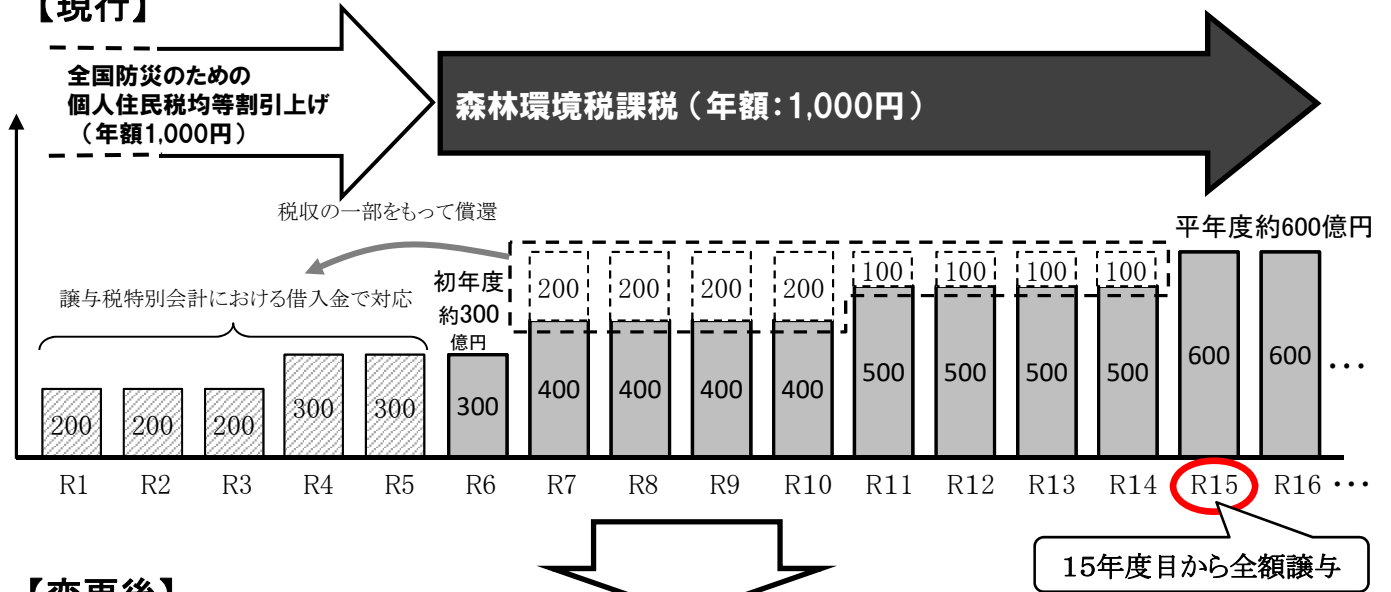 【現行】
全国防災のための
個人住民税均等割引上げ
（年額1,000円）
森林環境税課税（年額：1,000円）
税収の一部をもって償還
平年度約600億円
譲与税特別会計における借入金で対応
初年度
約300
億円
200 200 200 200 100 100 100 100
200 200 200 300 300 300 400 400 400 400 500 500 500 500 600 600 ･･･
R1 R2 R3 R4 R5 R6 R7 R8 R9 R10 R11 R12 R13 R14 R15 R16 ･･･
15年度目から全額譲与
【変更後】